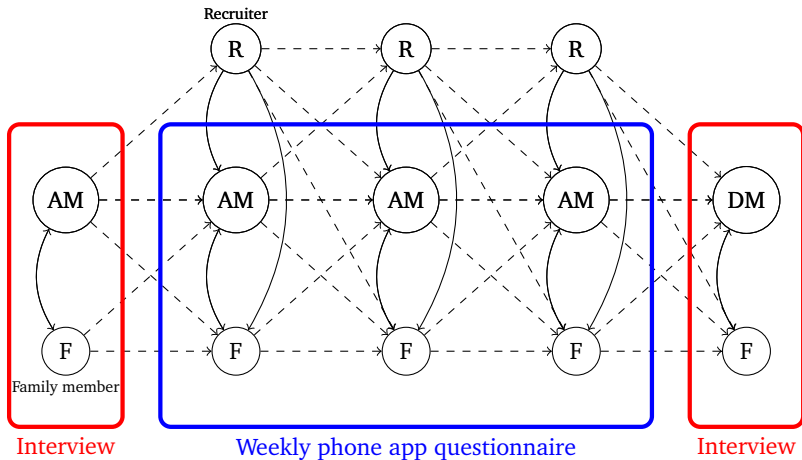 Recruiter
R R R
AM AM AM AM DM
F F F F F
Family member
Interview Weekly phone app questionnaire Interview